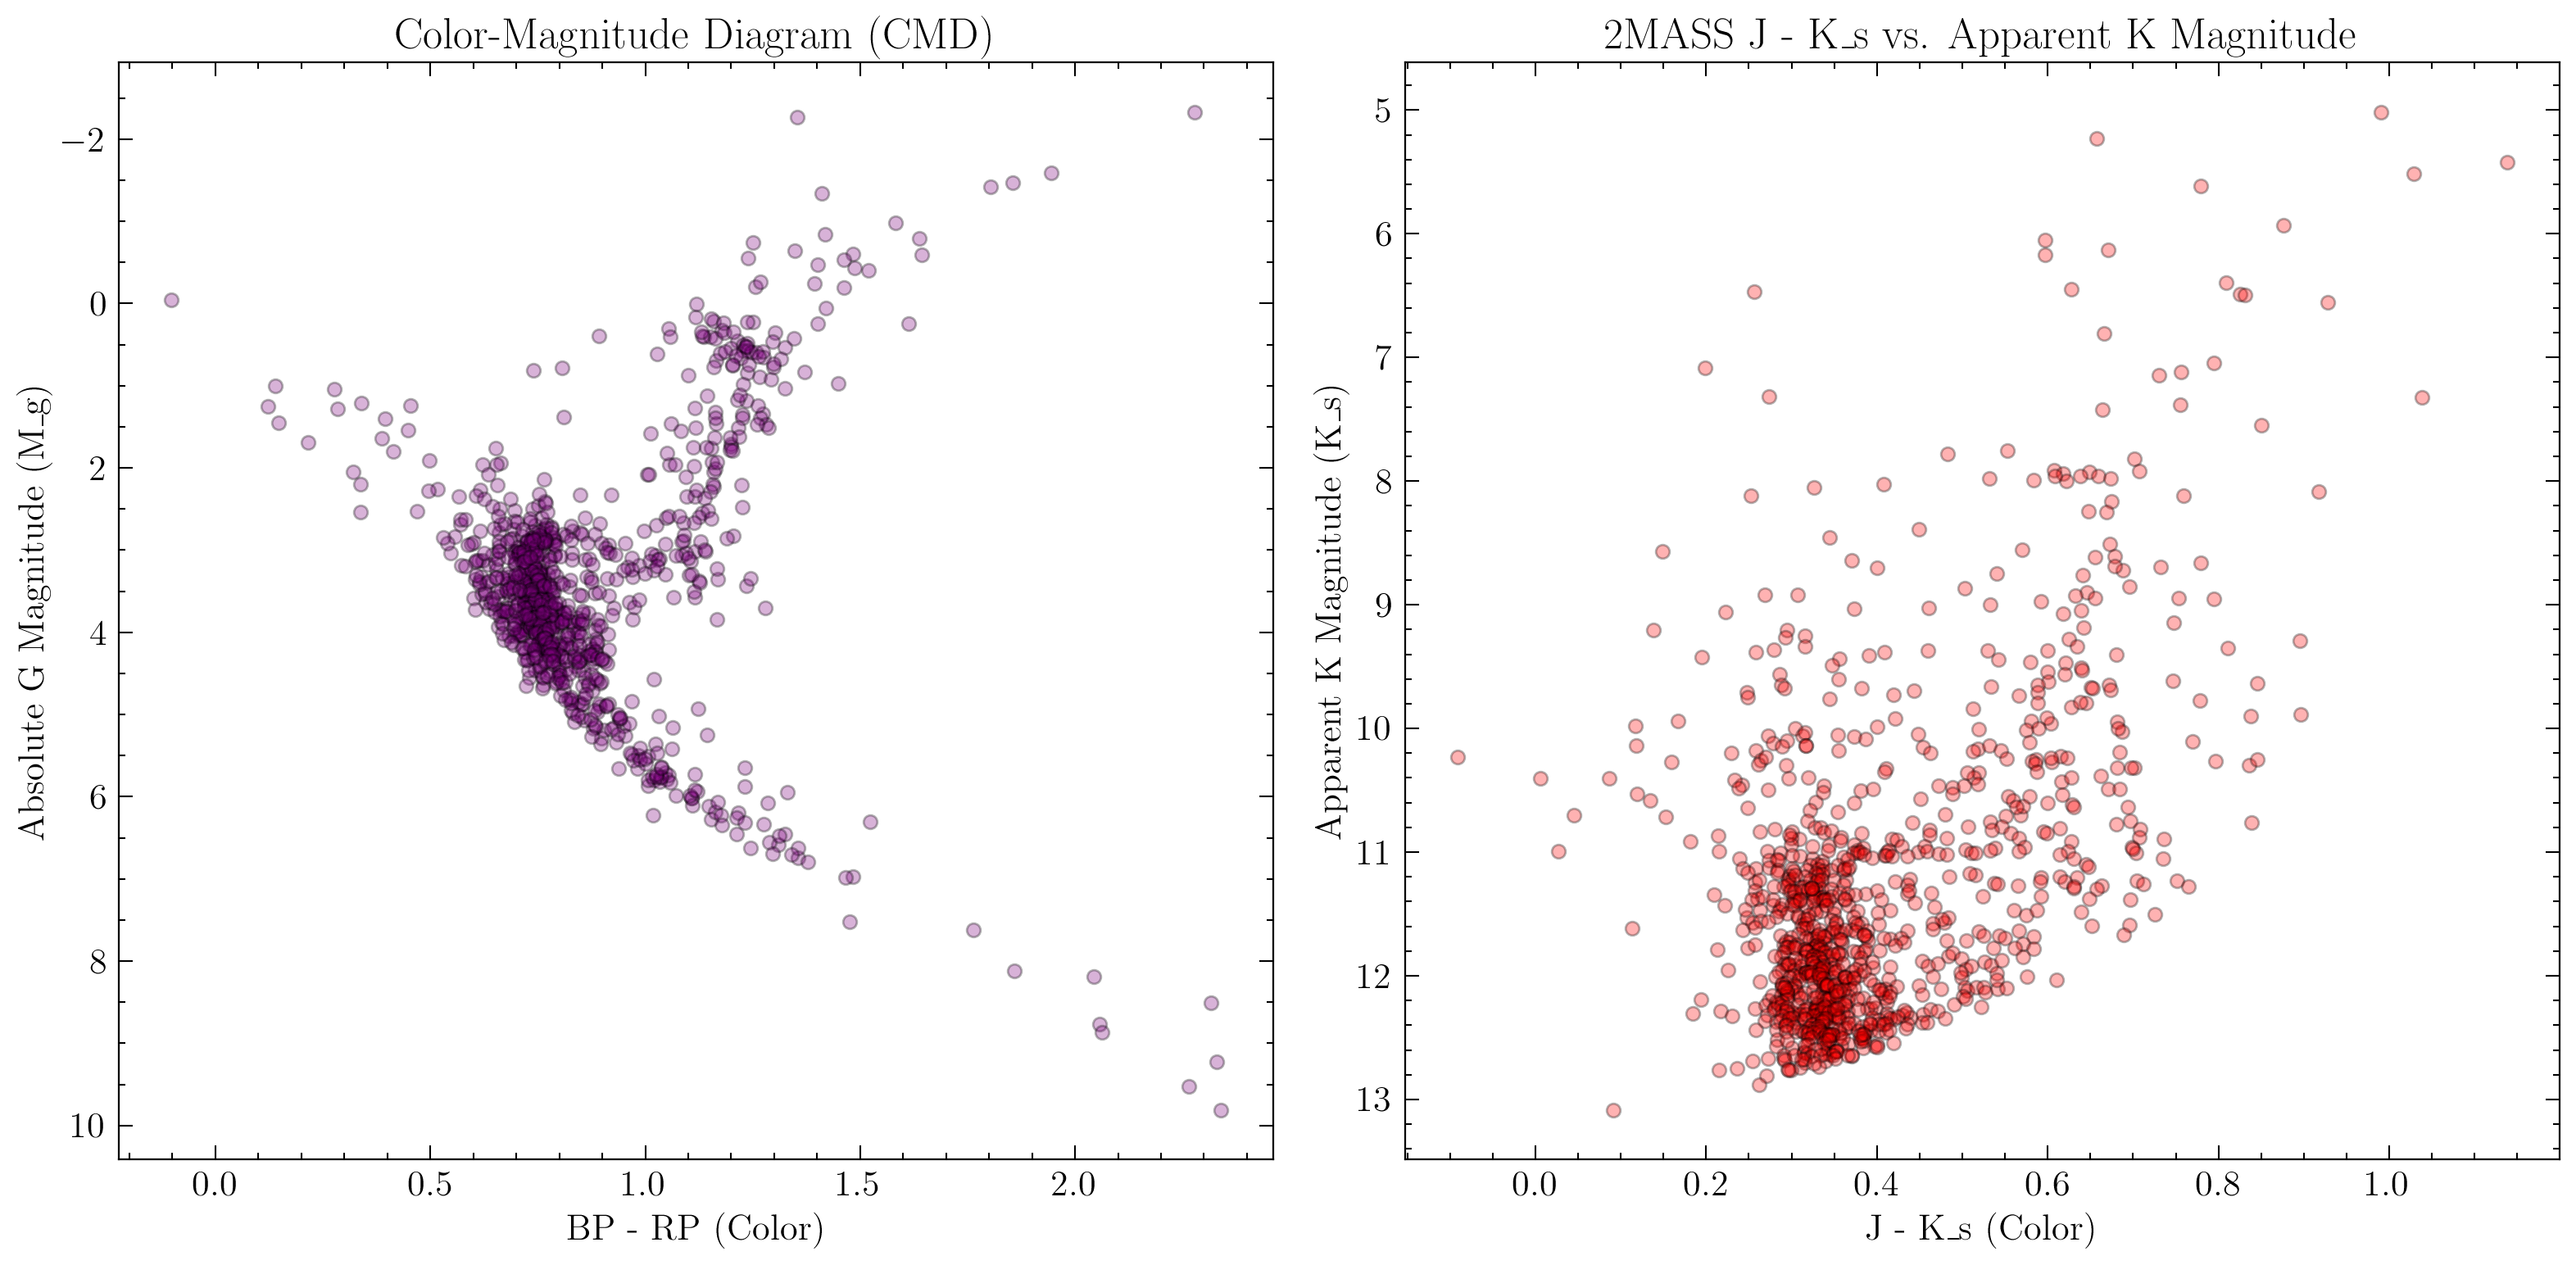 Color-Magnitude Diagram (CMD)
Absolute G Magnitude (M_g)
−2
0
2
4
6
8
10
0.0 0.5 1.0 1.5 2.0
BP - RP (Color)
2MASS J - K_s vs. Apparent K Magnitude
Apparent K Magnitude (K_s)
5
6
7
8
9
10
11
12
13
0.0 0.2 0.4 0.6 0.8 1.0
J - K_s (Color)